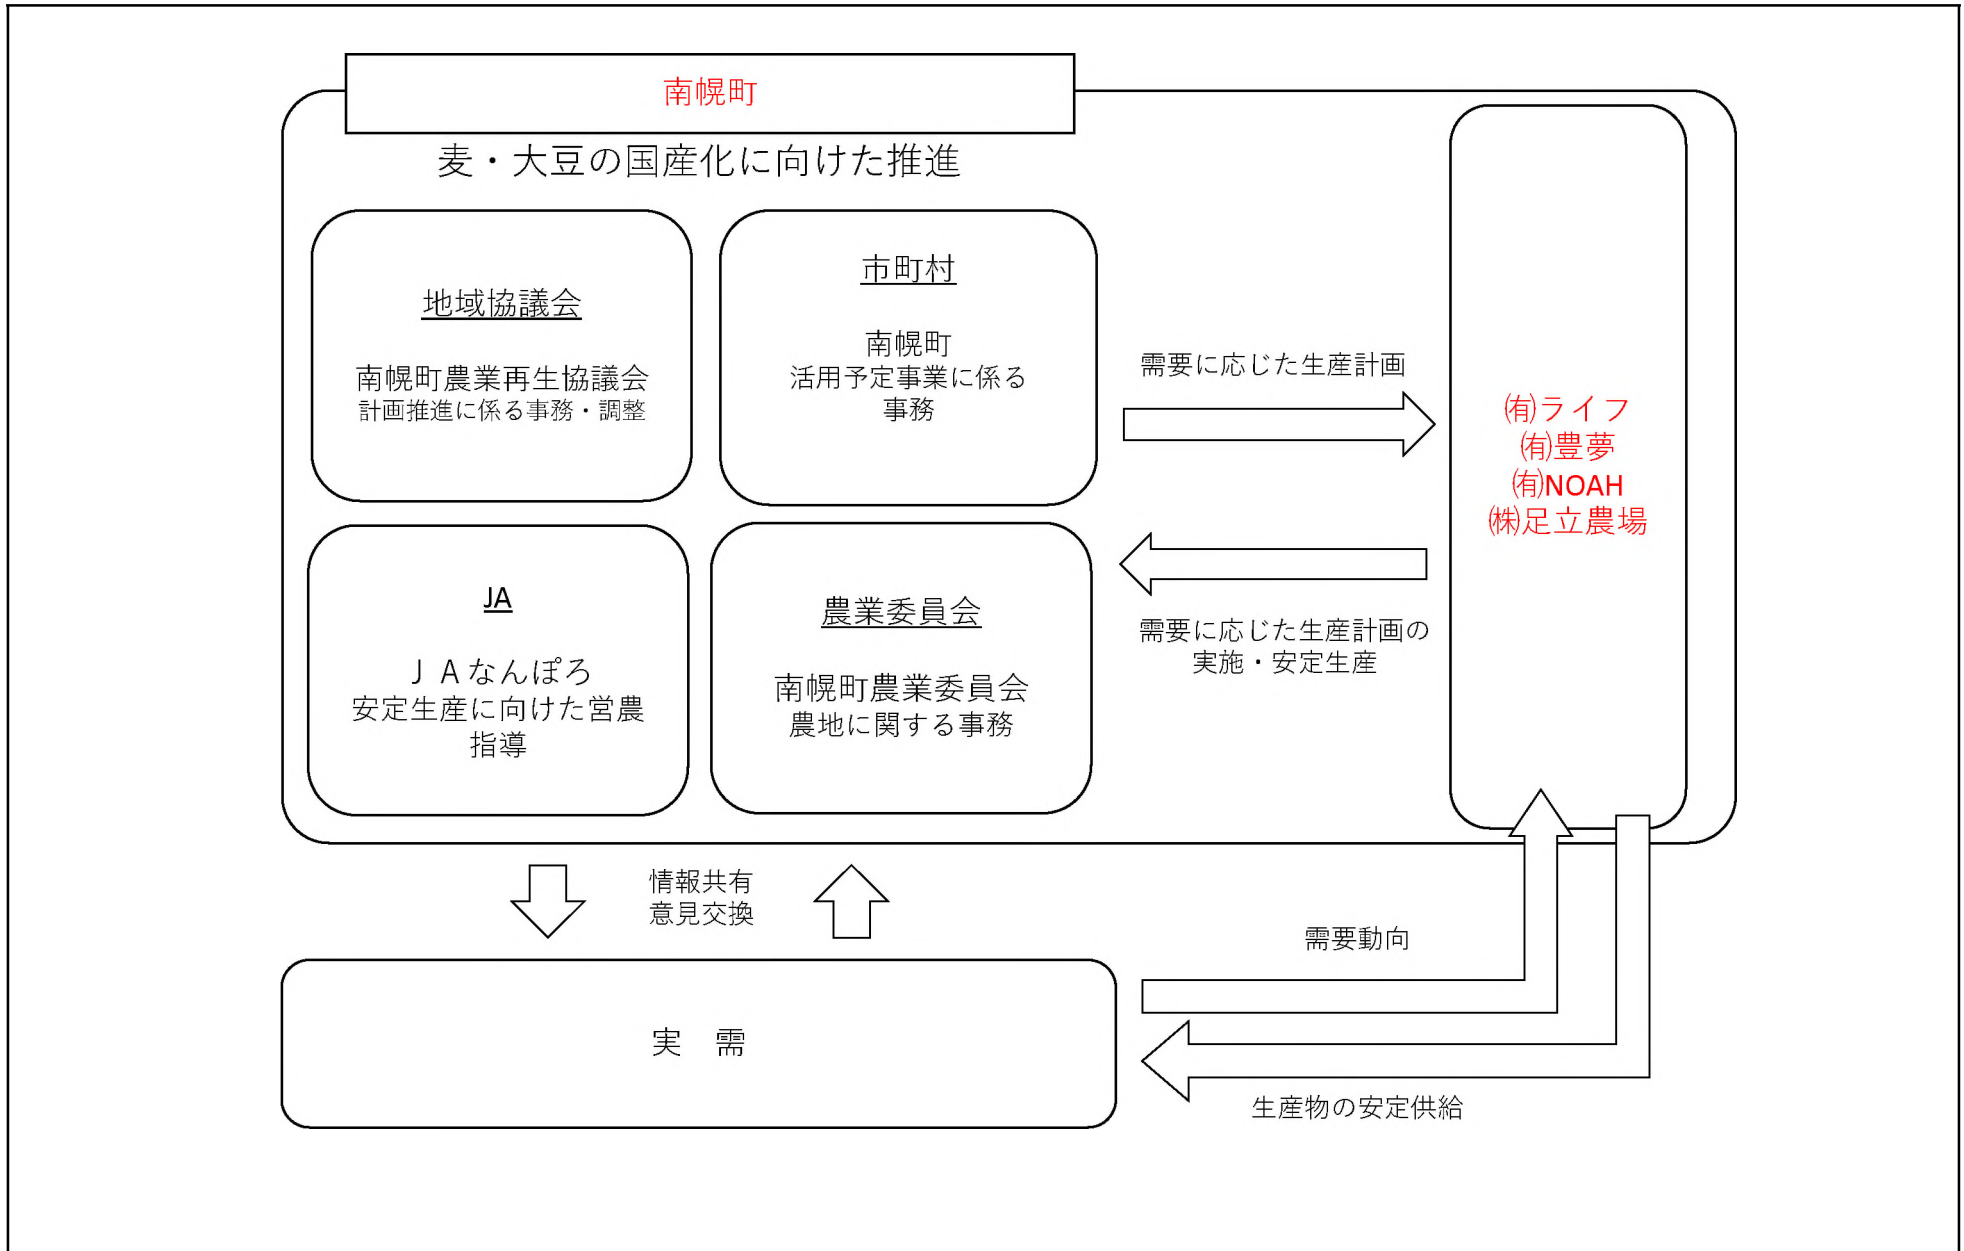 南幌町
麦・大豆の国産化に向けた推進
地域協議会
南幌町農業再生協議会
計画推進に係る事務・調整
市町村
南幌町
活用予定事業に係る
事務
JA
ＪＡなんぽろ
安定生産に向けた営農
指導
農業委員会
南幌町農業委員会
農地に関する事務
需要に応じた生産計画
需要に応じた生産計画の
実施・安定生産
㈲ライフ
㈲豊夢
㈲NOAH
㈱足立農場
情報共有
意見交換
需要動向
実　需
生産物の安定供給